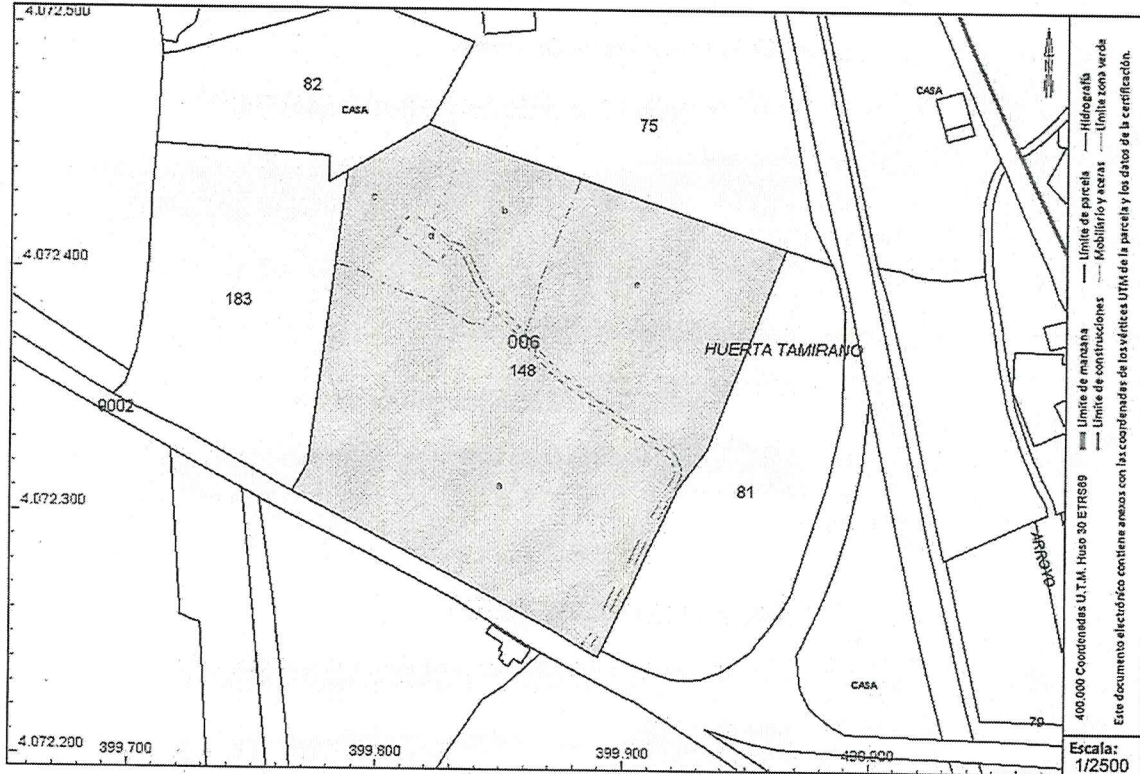 4.072.500
82
CASA
75
CASA
c
b
d
4.072.400
e
183
006
148
HUERTA TAMIRANO
0002
a
81
4.072.300
ARROYO
CASA
79
4.072.200
399.700
399.800
399.900
400.000
400.000 Coordenadas U.T.M. Huso 30 ETRS89
Límite de manzana
Límite de parcela
Hidrografía
Límite de construcciones
Mobiliario y aceras
Límite zona verde
Este documento electrónico contiene anexos con las coordenadas de los vértices UTM de la parcela y los datos de la certificación.
Escala:
1/2500